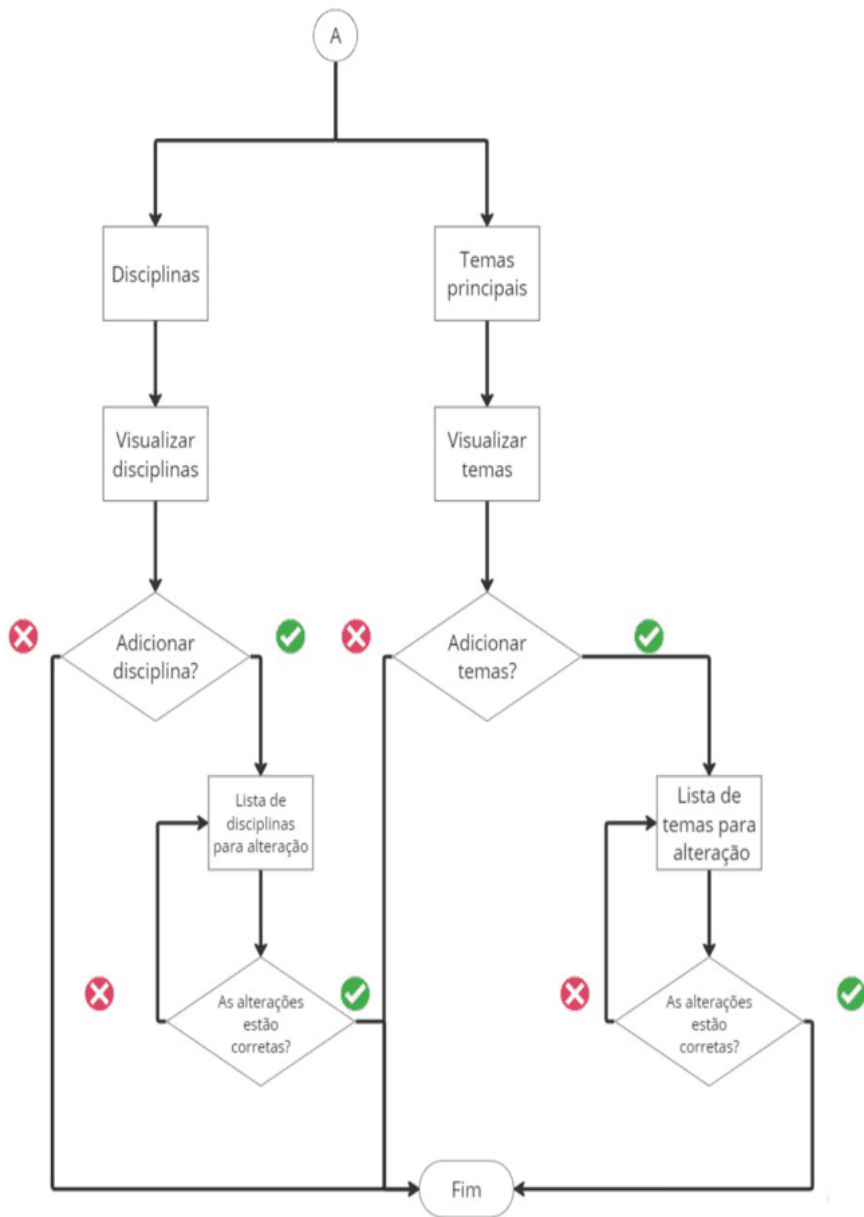 A
Disciplinas
Temas
principais
Visualizar
disciplinas
Visualizar
temas
Adicionar
disciplina?
Adicionar
temas?
Lista de
disciplinas
para alteração
Lista de
temas para
alteração
As alterações
estão
corretas?
As alterações
estão
corretas?
Fim